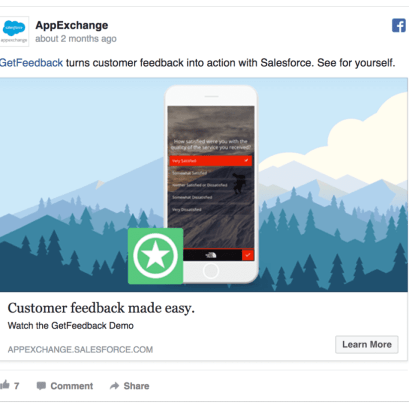 salesforce
appexchange
AppExchange
about 2 months ago
GetFeedback turns customer feedback into action with Salesforce. See for yourself.
How satisfied were you with the
quality of the service you received?
Very Satisfied
Somewhat Satisfied
Neither Satisfied or Dissatisfied
Somewhat Dissatisfied
Very Dissatisfied
Customer feedback made easy.
Watch the GetFeedback Demo
APPEXCHANGE.SALESFORCE.COM
Learn More
7 Comment Share